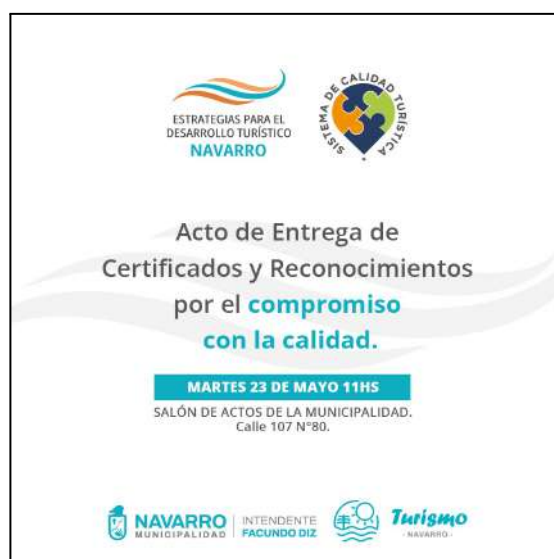 ESTRATEGIAS PARA EL
DESARROLLO TURÍSTICO
NAVARRO
SISTEMA DE CALIDAD TURÍSTICA
Acto de Entrega de
Certificados y Reconocimientos
por el compromiso
con la calidad.
MARTES 23 DE MAYO 11HS
SALÓN DE ACTOS DE LA MUNICIPALIDAD.
Calle 107 N°80.
NAVARRO
MUNICIPALIDAD
INTENDENTE
FACUNDO DIZ
Turismo
- NAVARRO -